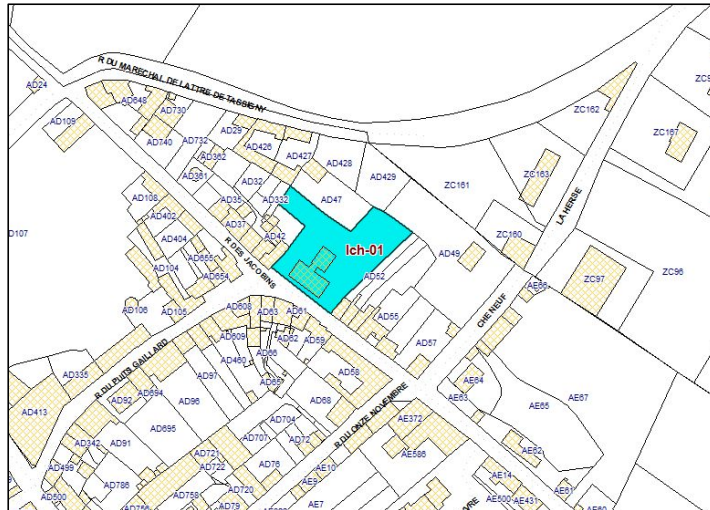 R. DU MARECHAL DE LATTRE DE TASSIGNY
AD24
AD648
AD730
AD109
AD740
AD732
AD29
AD426
AD362
AD427
AD428
AD361
AD32
AD429
AD47
AD35
AD332
AD37
AD42
ZC162
ZC167
ZC163
ZC161
LA HERSE
ZC160
AD49
ZC97
ZC96
AD108
AD402
AD404
AD655
AD104
AD654
R. DES JACOBINS
Ich-01
AD52
AE66
AD106
AD105
AD608
AD63
AD61
AD55
CHE NEUF
AD609
AD62
AD59
AD57
R. DU PUITS GAILLARD
AD460
AD66
AD335
AD97
AD65
AD58
AE64
AD92
AD694
AD96
AD68
AE63
AE65
AE67
AD413
AD704
R. DU ONZE NOVEMBRE
AE372
AD342
AD91
AD695
AD707
AD72
AD721
AD722
AD76
AE586
AE62
AD499
AD786
AE10
AE14
AE9
AD500
AD758
AD720
AD79
AE7
AE500
AE431
AE61